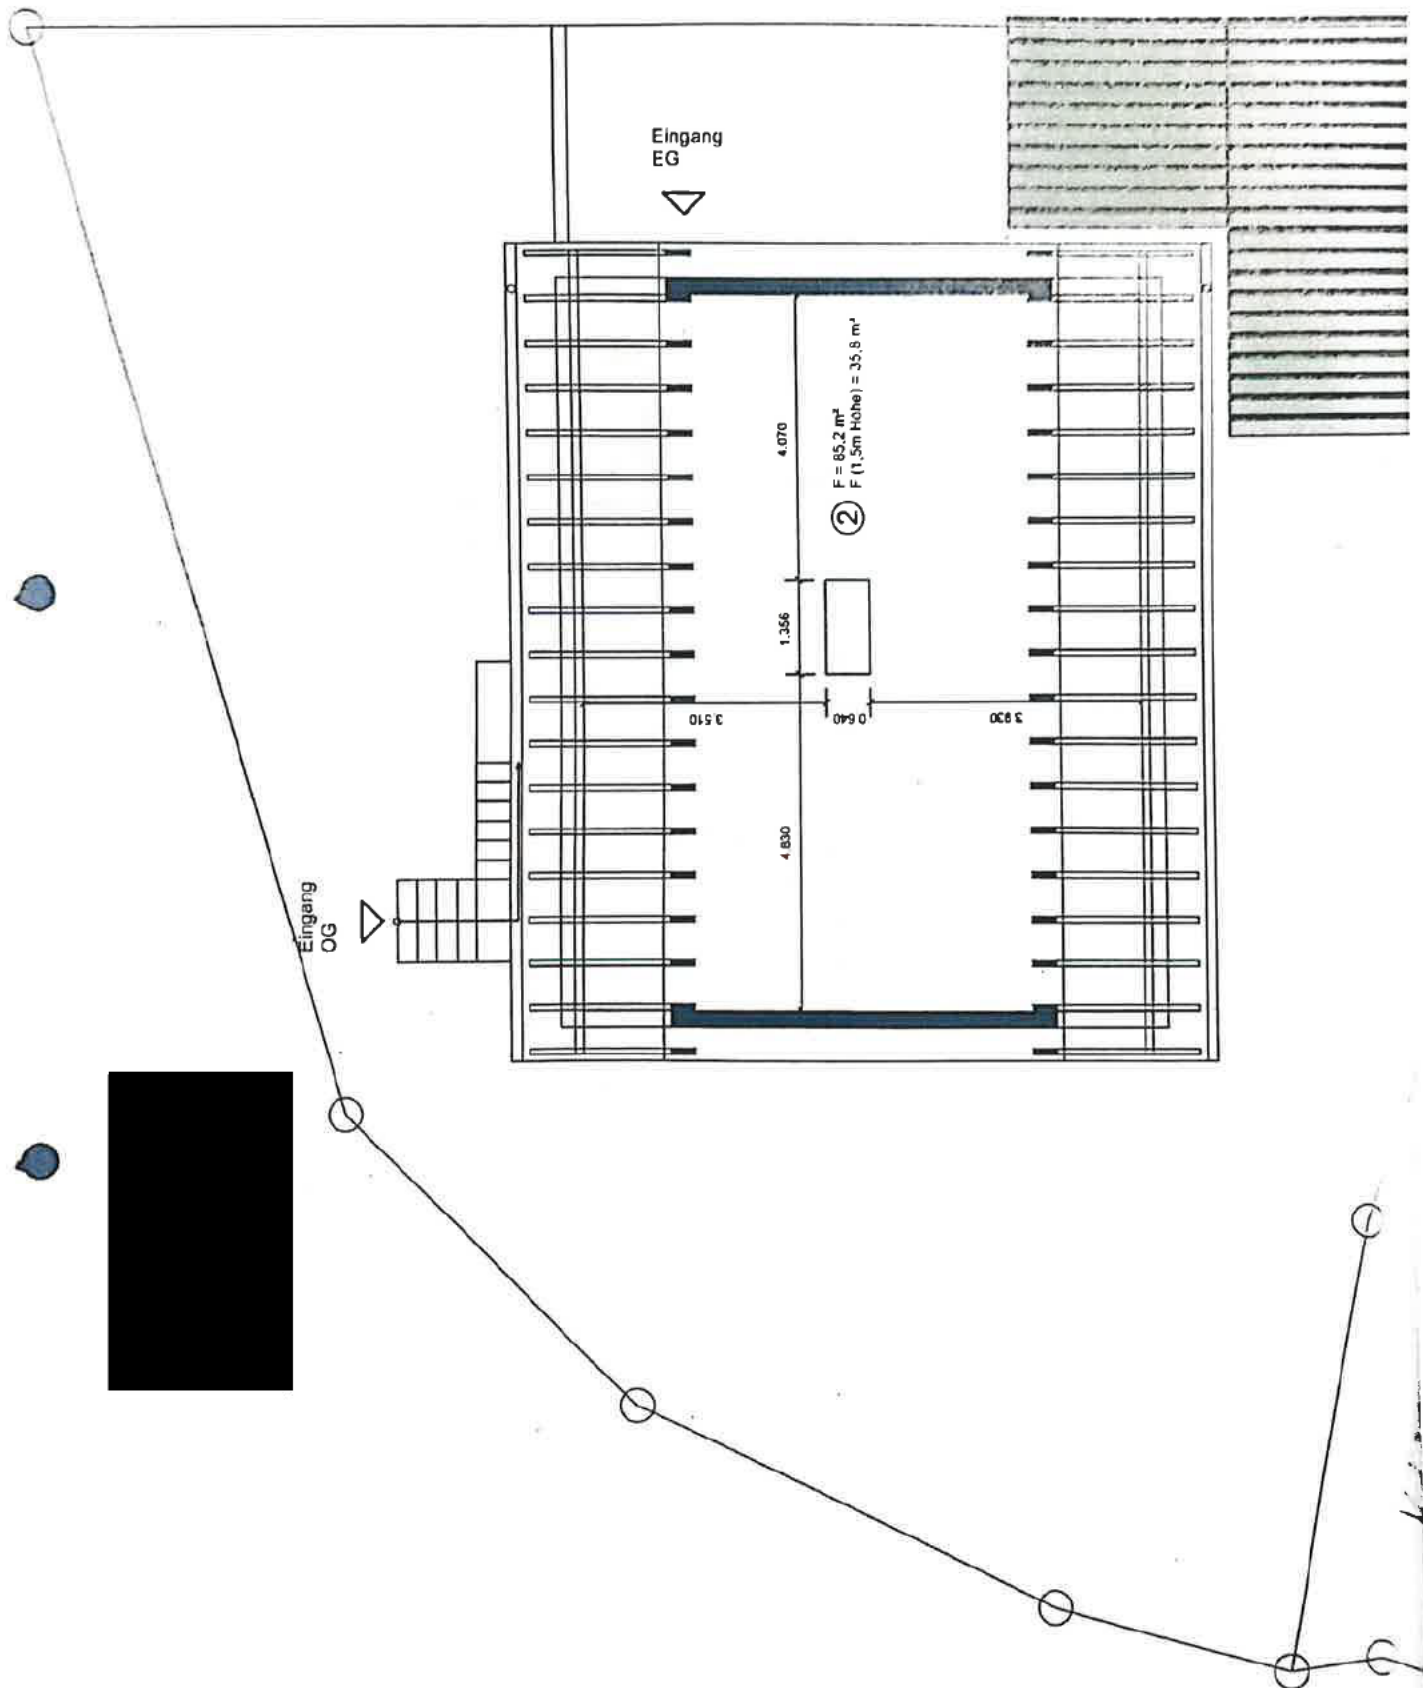 Eingang
EG
F = 85,2 m²
F (1,5m Höhe) = 35,8 m²
2
4.070
1.356
3.510
0.640
3.930
4.830
Eingang
OG